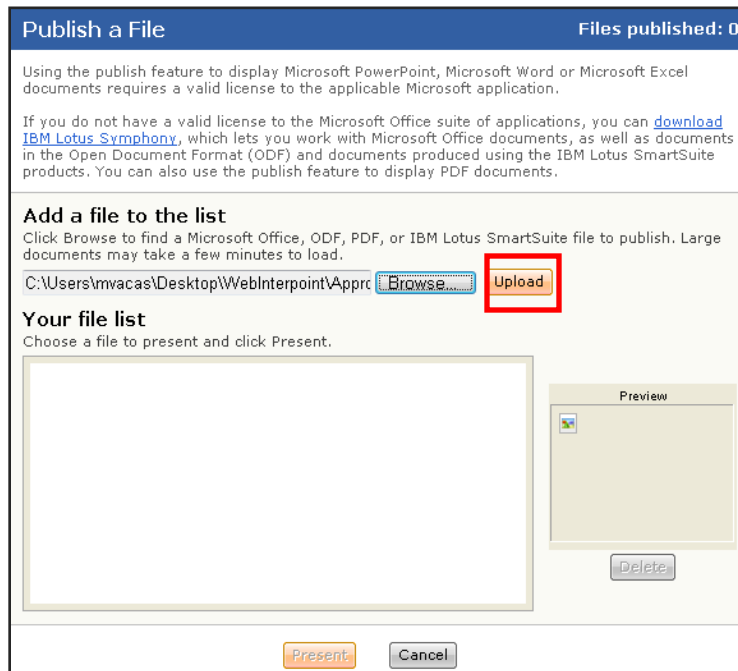 Publish a File Files published: 0
Using the publish feature to display Microsoft PowerPoint, Microsoft Word or Microsoft Excel
documents requires a valid license to the applicable Microsoft application.
If you do not have a valid license to the Microsoft Office suite of applications, you can download
IBM Lotus Symphony, which lets you work with Microsoft Office documents, as well as documents
in the Open Document Format (ODF) and documents produced using the IBM Lotus SmartSuite
products. You can also use the publish feature to display PDF documents.
Add a file to the list
Click Browse to find a Microsoft Office, ODF, PDF, or IBM Lotus SmartSuite file to publish. Large
documents may take a few minutes to load.
C:\Users\mvacas\Desktop\WebInterpoint\Appro Browse... Upload
Your file list
Choose a file to present and click Present.
Preview
Delete
Present Cancel